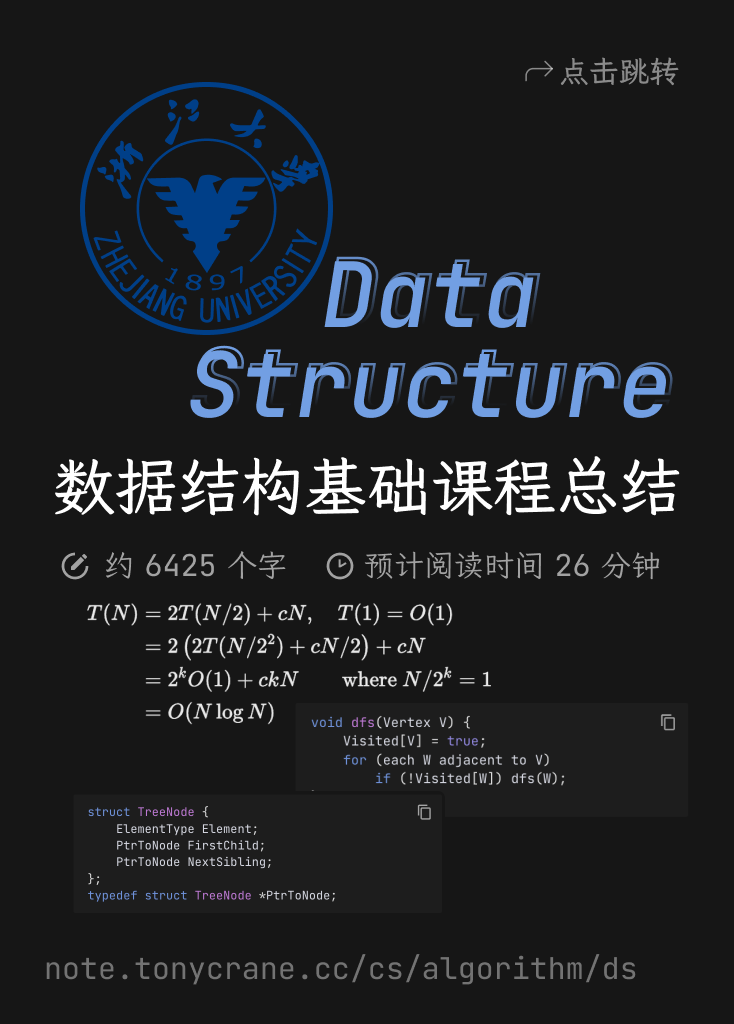 点击跳转
浙江大学
ZHEJIANG UNIVERSITY
1897
Data
Structure
数据结构基础课程总结
约 6425 个字 预计阅读时间 26 分钟
T(N) = 2T(N/2) + cN, T(1) = O(1)
= 2 (2T(N/2²) + cN/2) + cN
= 2ᵏO(1) + ckN where N/2ᵏ = 1
= O(N log N)
void dfs(Vertex V) {
Visited[V] = true;
for (each W adjacent to V)
if (!Visited[W]) dfs(W);
struct TreeNode {
ElementType Element;
PtrToNode FirstChild;
PtrToNode NextSibling;
};
typedef struct TreeNode *PtrToNode;
note.tonycrane.cc/cs/algorithm/ds